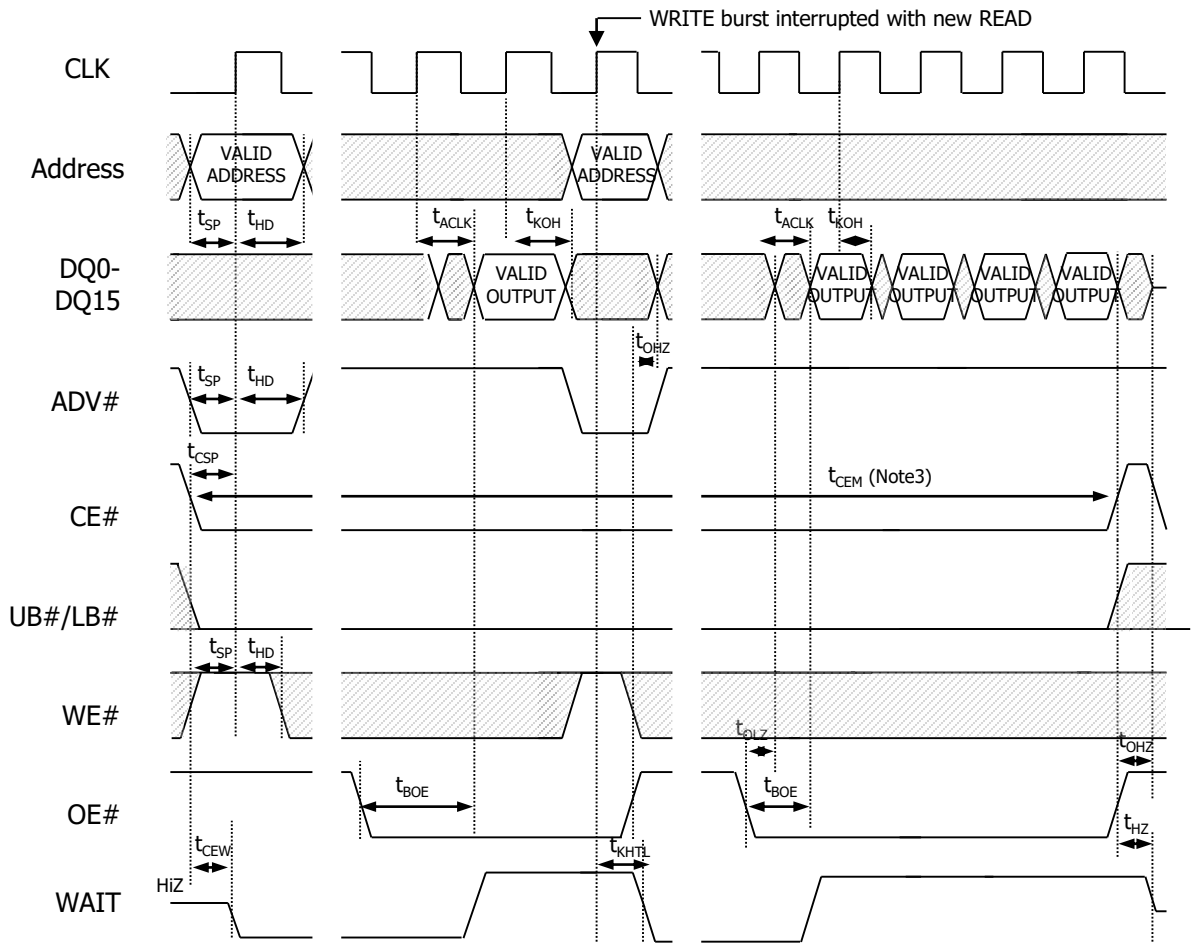 WRITE burst interrupted with new READ
CLK
Address
VALID ADDRESS
VALID ADDRESS
tSP
tHD
tACLK
tKOH
tACLK
tKOH
DQ0-
DQ15
VALID OUTPUT
VALID OUTPUT
VALID OUTPUT
VALID OUTPUT
VALID OUTPUT
tOHZ
ADV#
tSP
tHD
tCSP
tCEM (Note3)
CE#
UB#/LB#
tSP
tHD
WE#
tOLZ
tOHZ
OE#
tBOE
tBOE
tCEW
tKHTL
tHZ
HiZ
WAIT